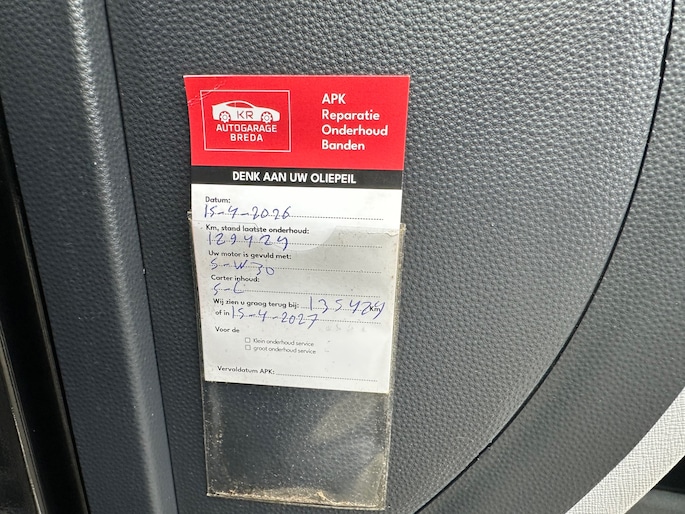 KR
AUTOGARAGE
BREDA
APK
Reparatie
Onderhoud
Banden
DENK AAN UW OLIEPEIL
Datum:
15-4-2026
Km, stand laatste onderhoud:
129424
Uw motor is gevuld met:
5-W30
Carter inhoud:
5-L
Wij zien u graag terug bij: 135424 KM
of in 15-4-2027
Voor de
Klein onderhoud service
groot onderhoud service
Vervaldatum APK: